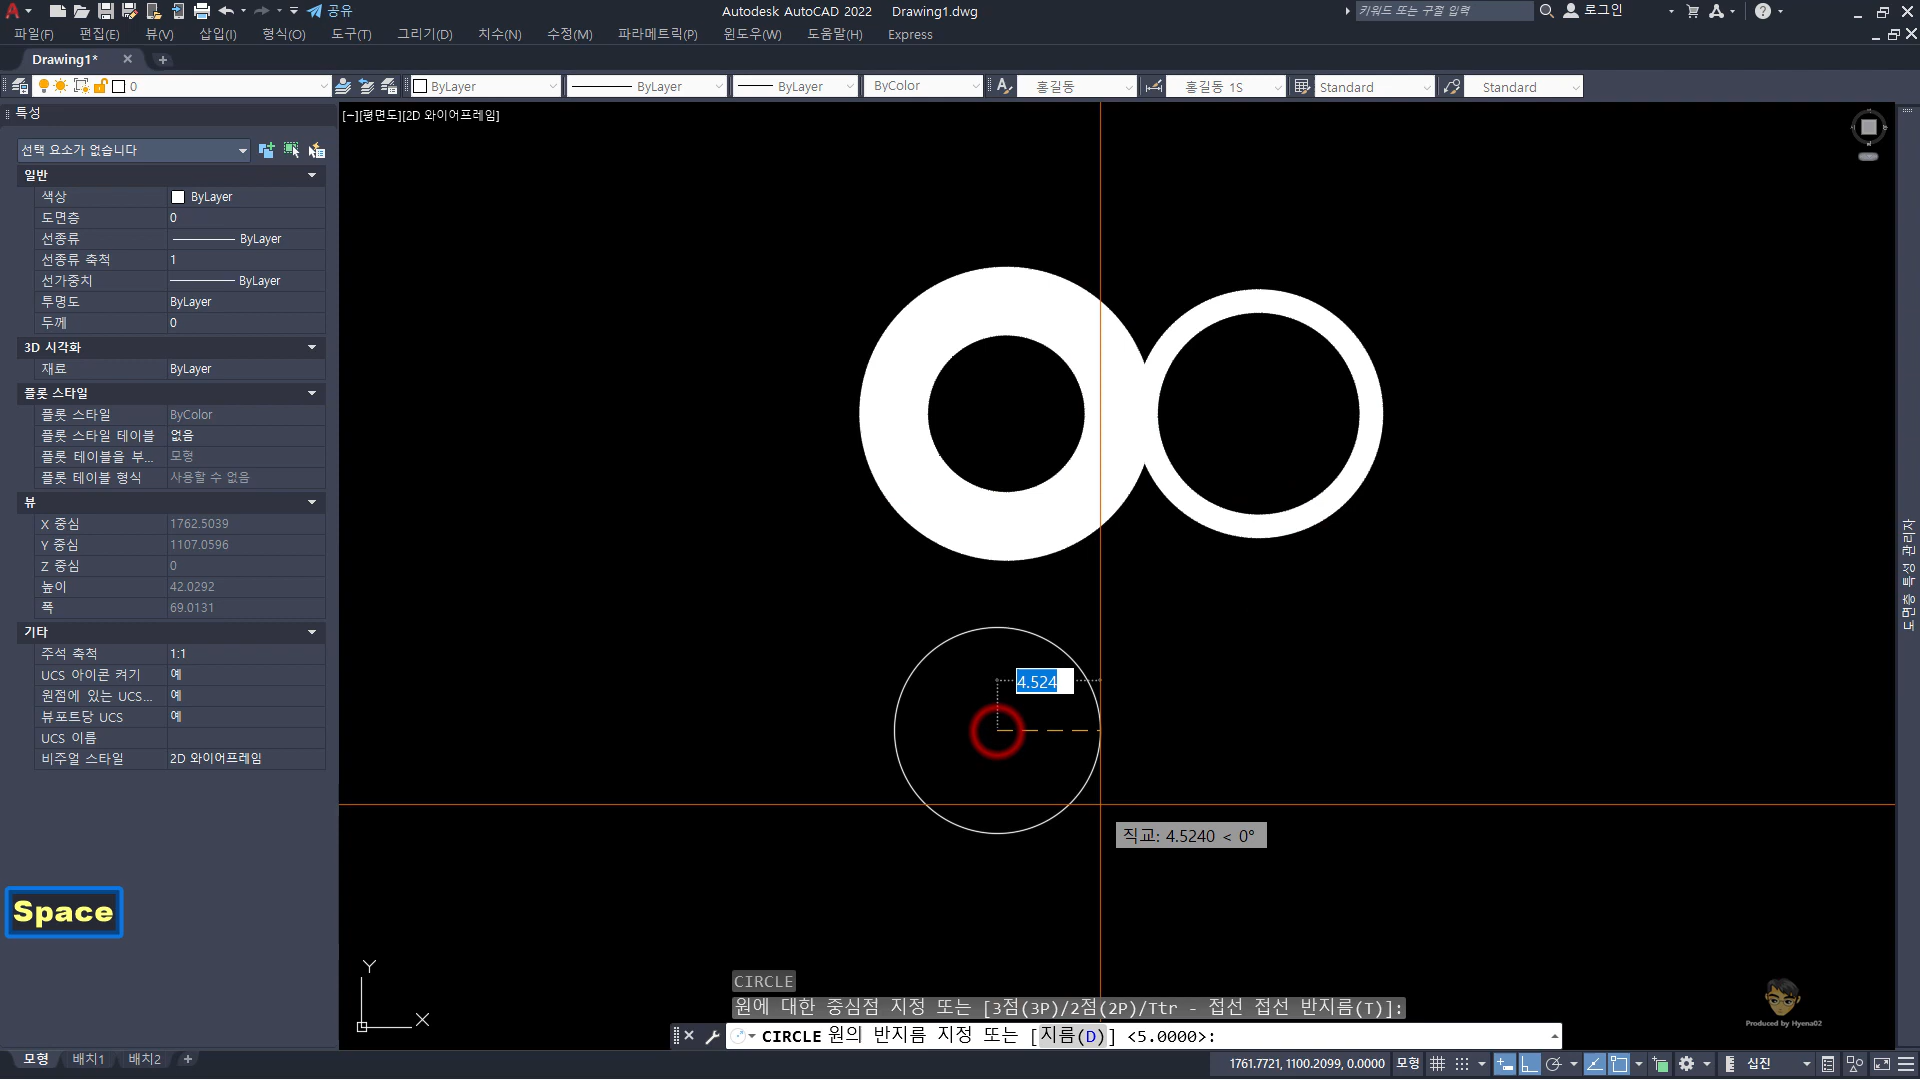 공유
Autodesk AutoCAD 2022 Drawing1.dwg
키워드 또는 구절 입력
로그인
파일(F) 편집(E) 뷰(V) 삽입(I) 형식(O) 도구(T) 그리기(D) 치수(N) 수정(M) 파라메트릭(P) 윈도우(W) 도움말(H) Express
Drawing1*
0 ByLayer ByLayer ByLayer ByColor 홍길동 홍길동 1S Standard Standard
특성
[−][평면도][2D 와이어프레임]
선택 요소가 없습니다
일반
색상 ByLayer
도면층 0
선종류 ByLayer
선종류 축척 1
선가중치 ByLayer
투명도 ByLayer
두께 0
3D 시각화
재료 ByLayer
플롯 스타일
플롯 스타일 ByColor
플롯 스타일 테이블 없음
플롯 테이블을 부... 모형
플롯 테이블 형식 사용할 수 없음
뷰
X 중심 1762.5039
Y 중심 1107.0596
Z 중심 0
높이 42.0292
폭 69.0131
기타
주석 축척 1:1
UCS 아이콘 켜기 예
원점에 있는 UCS... 예
뷰포트당 UCS 예
UCS 이름
비주얼 스타일 2D 와이어프레임
도면층 특성 관리자
4.524
직교: 4.5240 < 0°
Space
Y
X
CIRCLE
원에 대한 중심점 지정 또는 [3점(3P)/2점(2P)/Ttr - 접선 접선 반지름(T)]:
CIRCLE 원의 반지름 지정 또는 [지름(D)] <5.0000>:
Produced by Hyena02
모형 배치1 배치2
1761.7721, 1100.2099, 0.0000 모형 십진